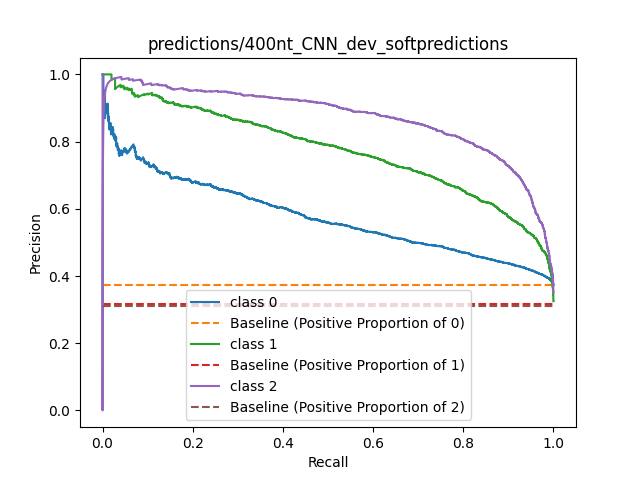 predictions/400nt_CNN_dev_softpredictions
1.0
0.8
0.6
0.4
0.2
0.0
Precision
class 0
Baseline (Positive Proportion of 0)
class 1
Baseline (Positive Proportion of 1)
class 2
Baseline (Positive Proportion of 2)
0.0 0.2 0.4 0.6 0.8 1.0
Recall